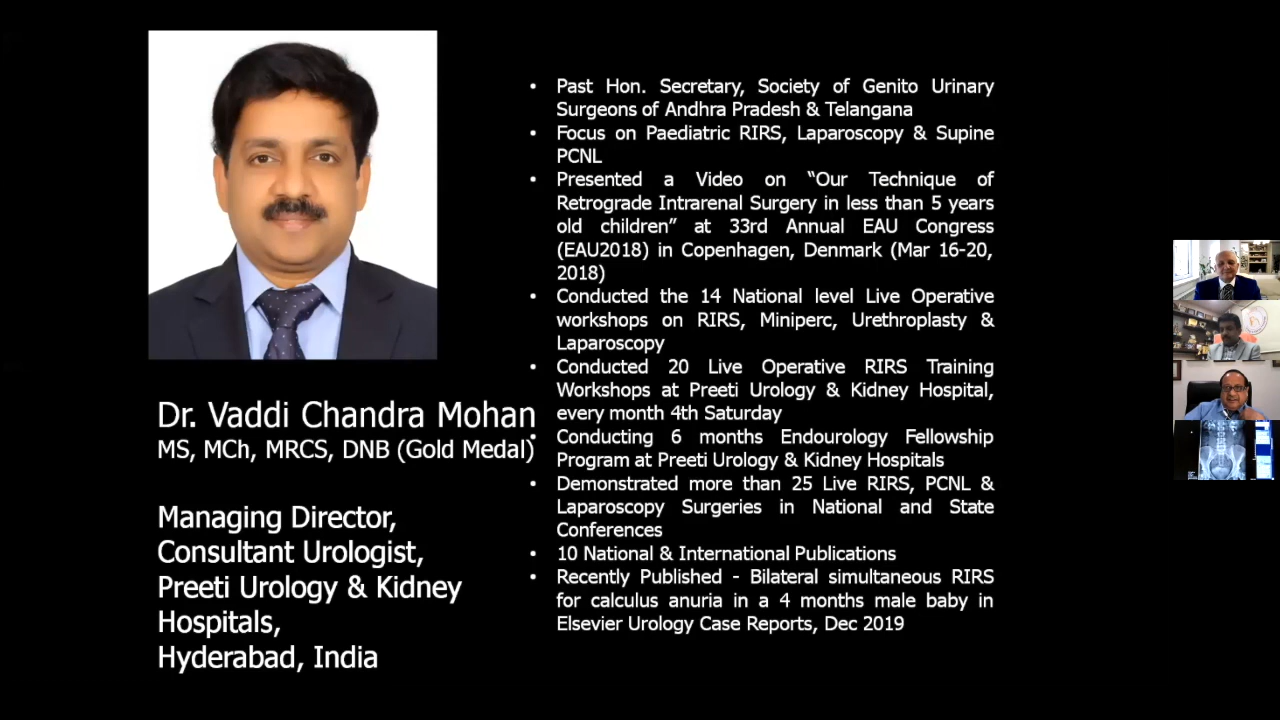 Dr. Vaddi Chandra Mohan
MS, MCh, MRCS, DNB (Gold Medal)
Managing Director,
Consultant Urologist,
Preeti Urology & Kidney
Hospitals,
Hyderabad, India
• Past Hon. Secretary, Society of Genito Urinary
Surgeons of Andhra Pradesh & Telangana
• Focus on Paediatric RIRS, Laparoscopy & Supine
PCNL
• Presented a Video on “Our Technique of
Retrograde Intrarenal Surgery in less than 5 years
old children” at 33rd Annual EAU Congress
(EAU2018) in Copenhagen, Denmark (Mar 16-20,
2018)
• Conducted the 14 National level Live Operative
workshops on RIRS, Miniperc, Urethroplasty &
Laparoscopy
• Conducted 20 Live Operative RIRS Training
Workshops at Preeti Urology & Kidney Hospital,
every month 4th Saturday
• Conducting 6 months Endourology Fellowship
Program at Preeti Urology & Kidney Hospitals
• Demonstrated more than 25 Live RIRS, PCNL &
Laparoscopy Surgeries in National and State
Conferences
• 10 National & International Publications
• Recently Published - Bilateral simultaneous RIRS
for calculus anuria in a 4 months male baby in
Elsevier Urology Case Reports, Dec 2019